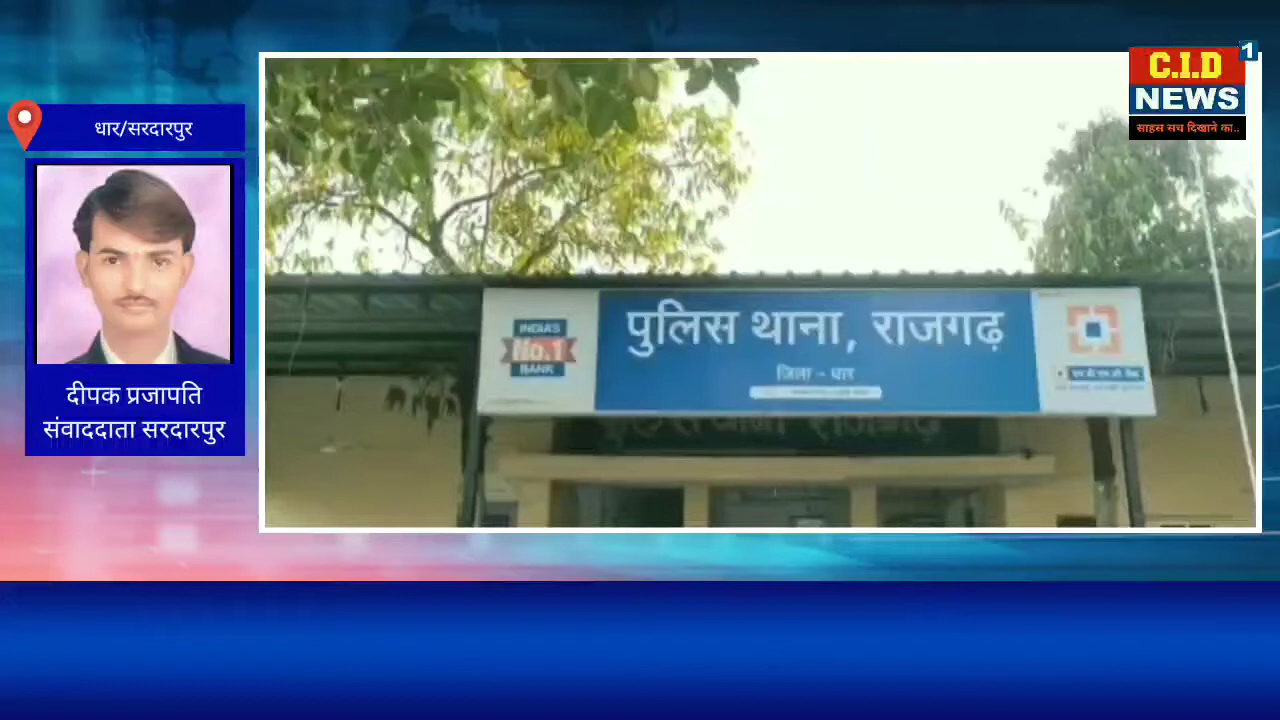 धार/सरदारपुर
दीपक प्रजापति
संवाददाता सरदारपुर
C.I.D 1
NEWS
साहस सच दिखाने का..
INDIA'S
No.1
BANK
पुलिस थाना, राजगढ़
जिला - धार